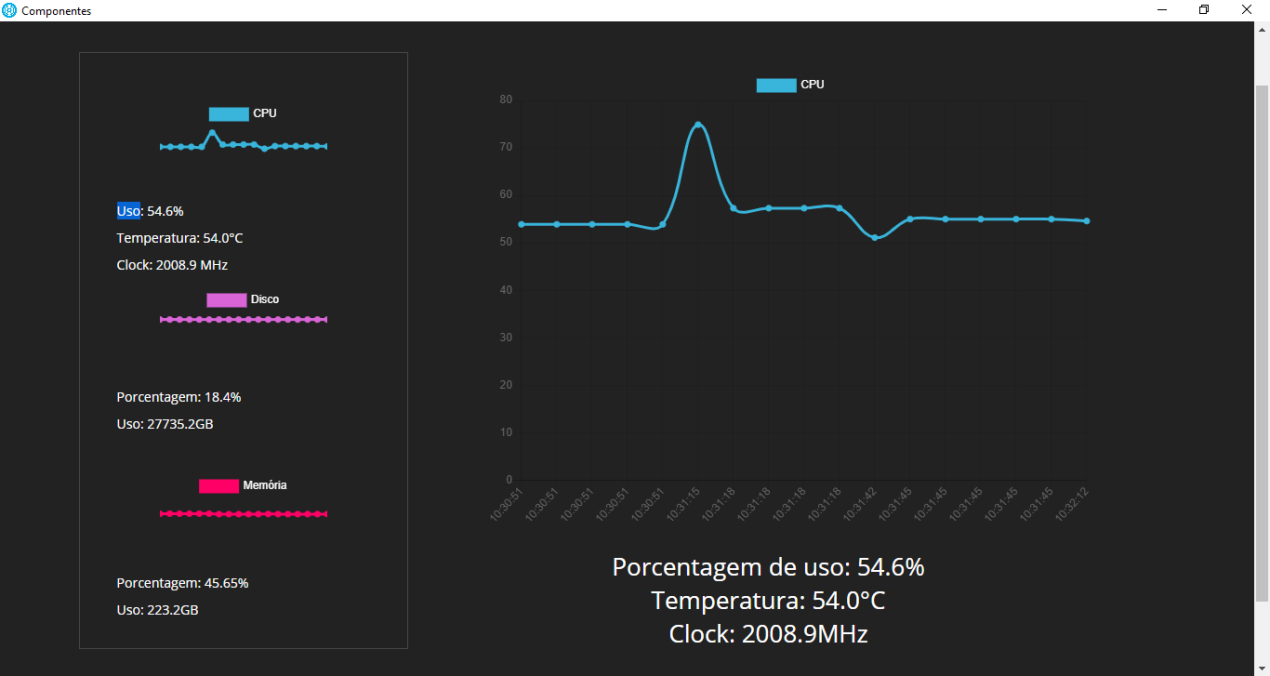 Componentes
CPU
Uso: 54.6%
Temperatura: 54.0°C
Clock: 2008.9 MHz
Disco
Porcentagem: 18.4%
Uso: 27735.2GB
Memória
Porcentagem: 45.65%
Uso: 223.2GB
CPU
80
70
60
50
40
30
20
10
0
10:30:51
10:30:51
10:30:51
10:30:51
10:30:51
10:31:15
10:31:18
10:31:18
10:31:18
10:31:18
10:31:42
10:31:45
10:31:45
10:31:45
10:31:45
10:31:45
10:32:12
Porcentagem de uso: 54.6%
Temperatura: 54.0°C
Clock: 2008.9MHz